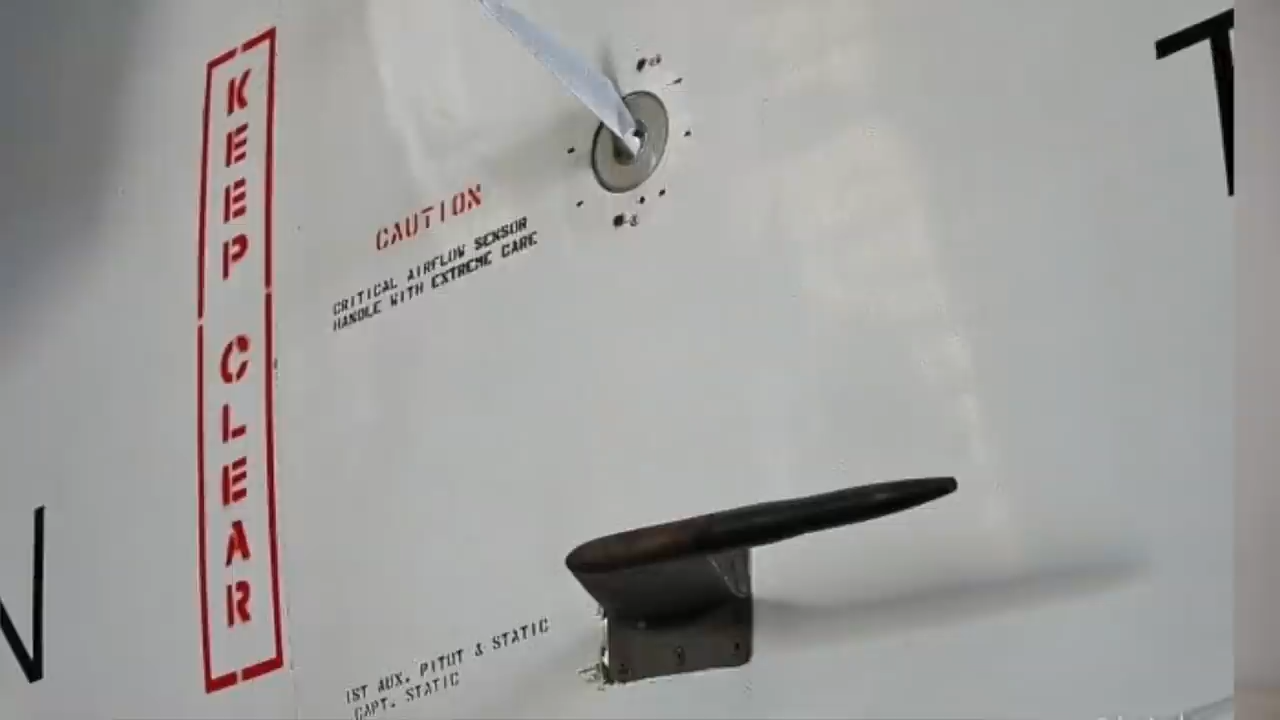 KEEP CLEAR
CAUTION
CRITICAL AIRFLOW SENSOR
HANDLE WITH EXTREME CARE
1ST AUX. PITOT & STATIC
CAPT. STATIC
T